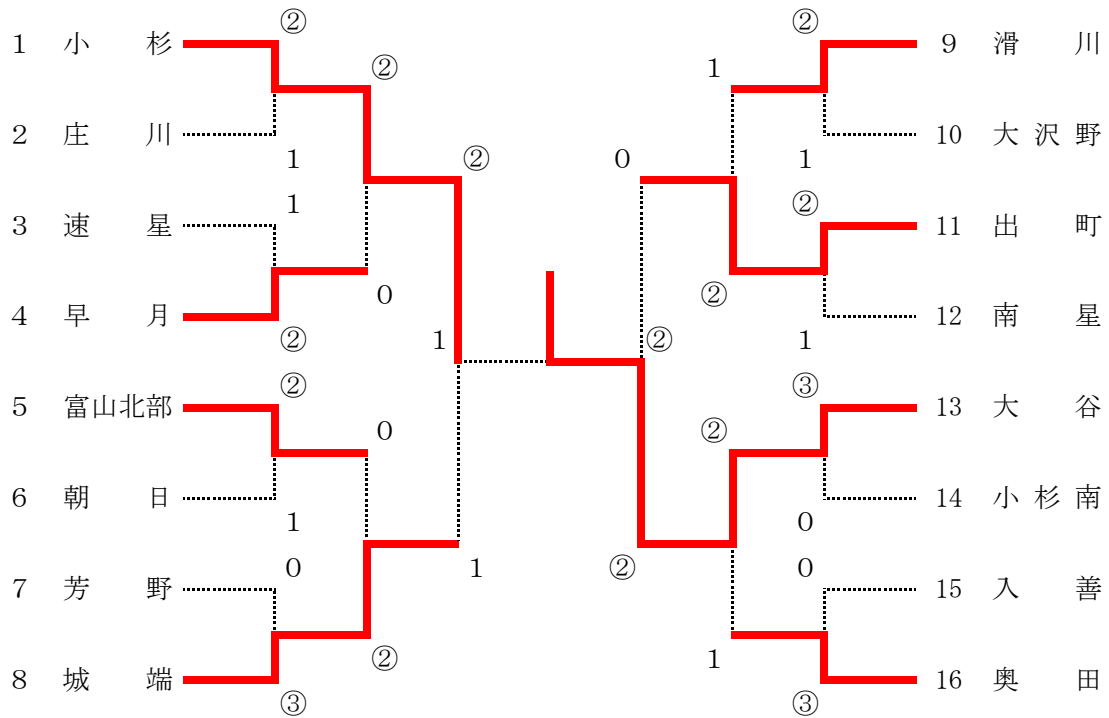 ② ②
1 小杉 9 滑川
② 1
2 庄川 10 大沢野
1 ② 0 1
1 ②
3 速星 11 出町
0 ②
4 早月 12 南星
② 1 ② 1
② ③
5 富山北部 13 大谷
0 ②
6 朝日 14 小杉南
1 0
0 1 ② 0
7 芳野 15 入善
② 1
8 城端 16 奥田
③ ③